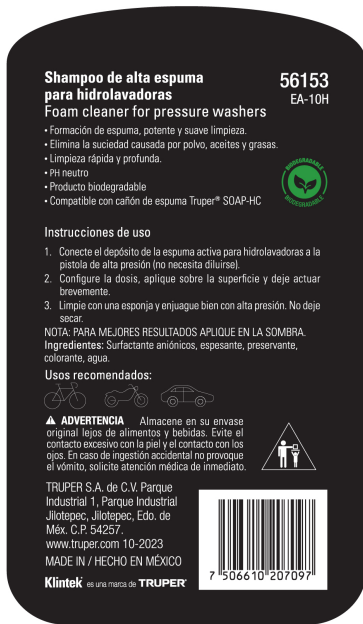 Shampoo de alta espuma
para hidrolavadoras
Foam cleaner for pressure washers
56153
EA-10H
• Formación de espuma, potente y suave limpieza.
• Elimina la suciedad causada por polvo, aceites y grasas.
• Limpieza rápida y profunda.
• PH neutro
• Producto biodegradable
• Compatible con cañón de espuma Truper® SOAP-HC
BIODEGRADABLE
BIODEGRADABLE
Instrucciones de uso
1. Conecte el depósito de la espuma activa para hidrolavadoras a la
pistola de alta presión (no necesita diluirse).
2. Configure la dosis, aplique sobre la superficie y deje actuar
brevemente.
3. Limpie con una esponja y enjuague bien con alta presión. No deje
secar.
NOTA: PARA MEJORES RESULTADOS APLIQUE EN LA SOMBRA.
Ingredientes: Surfactante aniónicos, espesante, preservante,
colorante, agua.
Usos recomendados:
ADVERTENCIA Almacene en su envase
original lejos de alimentos y bebidas. Evite el
contacto excesivo con la piel y el contacto con los
ojos. En caso de ingestión accidental no provoque
el vómito, solicite atención médica de inmediato.
TRUPER S.A. de C.V. Parque
Industrial 1, Parque Industrial
Jilotepec, Jilotepec, Edo. de
Méx. C.P. 54257.
www.truper.com 10-2023
MADE IN / HECHO EN MÉXICO
Klintek® es una marca de TRUPER®
7 506610 207097